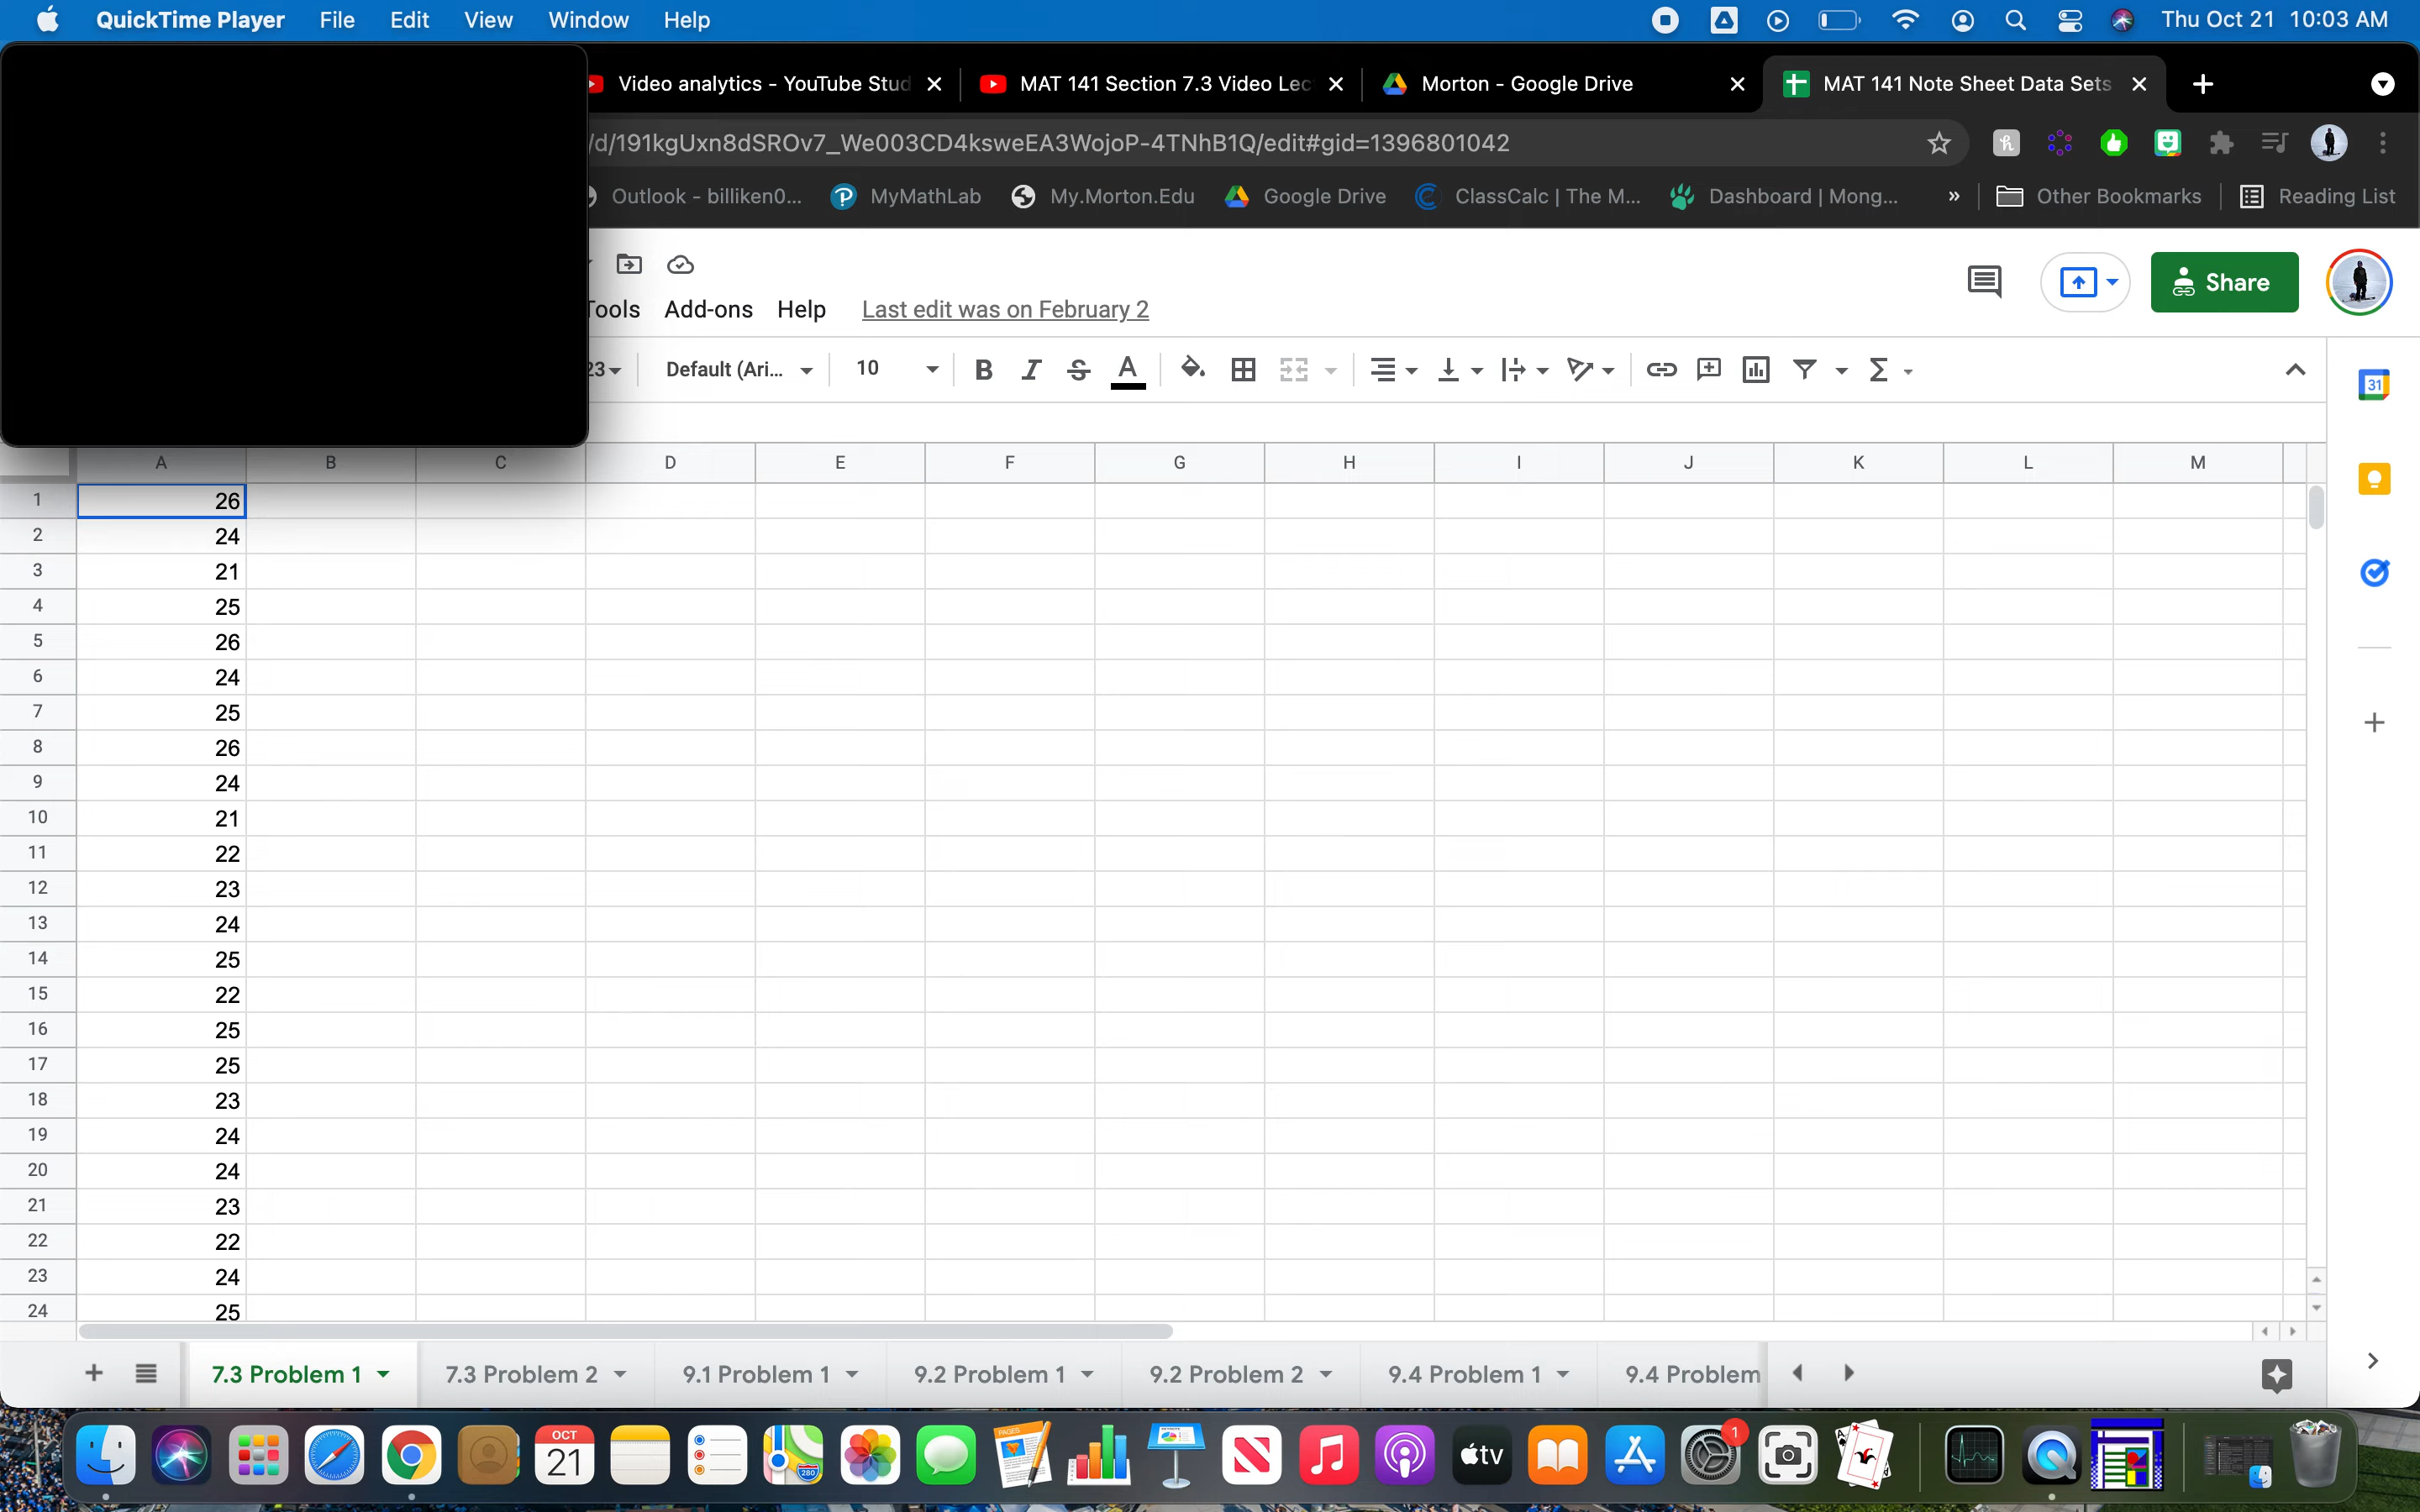 QuickTime Player File Edit View Window Help Thu Oct 21 10:03 AM
Video analytics - YouTube Stud MAT 141 Section 7.3 Video Lec Morton - Google Drive MAT 141 Note Sheet Data Sets
/d/191kgUxn8dSROv7_We003CD4ksweEA3WojoP-4TNhB1Q/edit#gid=1396801042
Outlook - billiken0... MyMathLab My.Morton.Edu Google Drive ClassCalc | The M... Dashboard | Mong... » Other Bookmarks Reading List
Share
Tools Add-ons Help Last edit was on February 2
23 Default (Ari... 10 B I S A Σ
31
A B C D E F G H I J K L M
1 26
2 24
3 21
4 25
5 26
6 24
7 25
8 26
9 24
10 21
11 22
12 23
13 24
14 25
15 22
16 25
17 25
18 23
19 24
20 24
21 23
22 22
23 24
24 25
7.3 Problem 1 7.3 Problem 2 9.1 Problem 1 9.2 Problem 1 9.2 Problem 2 9.4 Problem 1 9.4 Problem
OCT
21
PAGES
280
tv
1